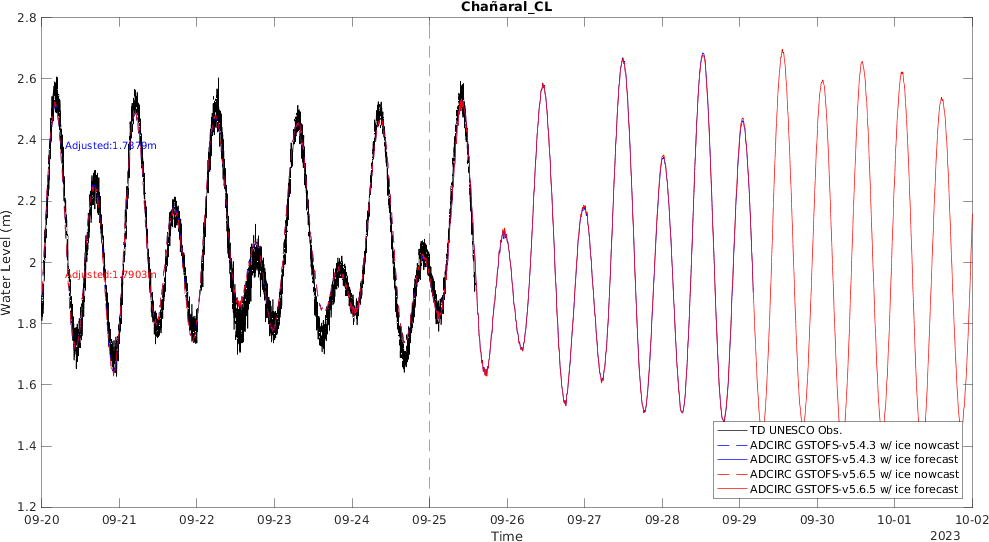 Chañaral_CL
2.8
2.6
2.4
2.2
2
1.8
1.6
1.4
1.2
Water Level (m)
Adjusted:1.7879m
Adjusted:1.7903m
TD UNESCO Obs.
ADCIRC GSTOFS-v5.4.3 w/ ice nowcast
ADCIRC GSTOFS-v5.4.3 w/ ice forecast
ADCIRC GSTOFS-v5.6.5 w/ ice nowcast
ADCIRC GSTOFS-v5.6.5 w/ ice forecast
09-20 09-21 09-22 09-23 09-24 09-25 09-26 09-27 09-28 09-29 09-30 10-01 10-02
Time
2023